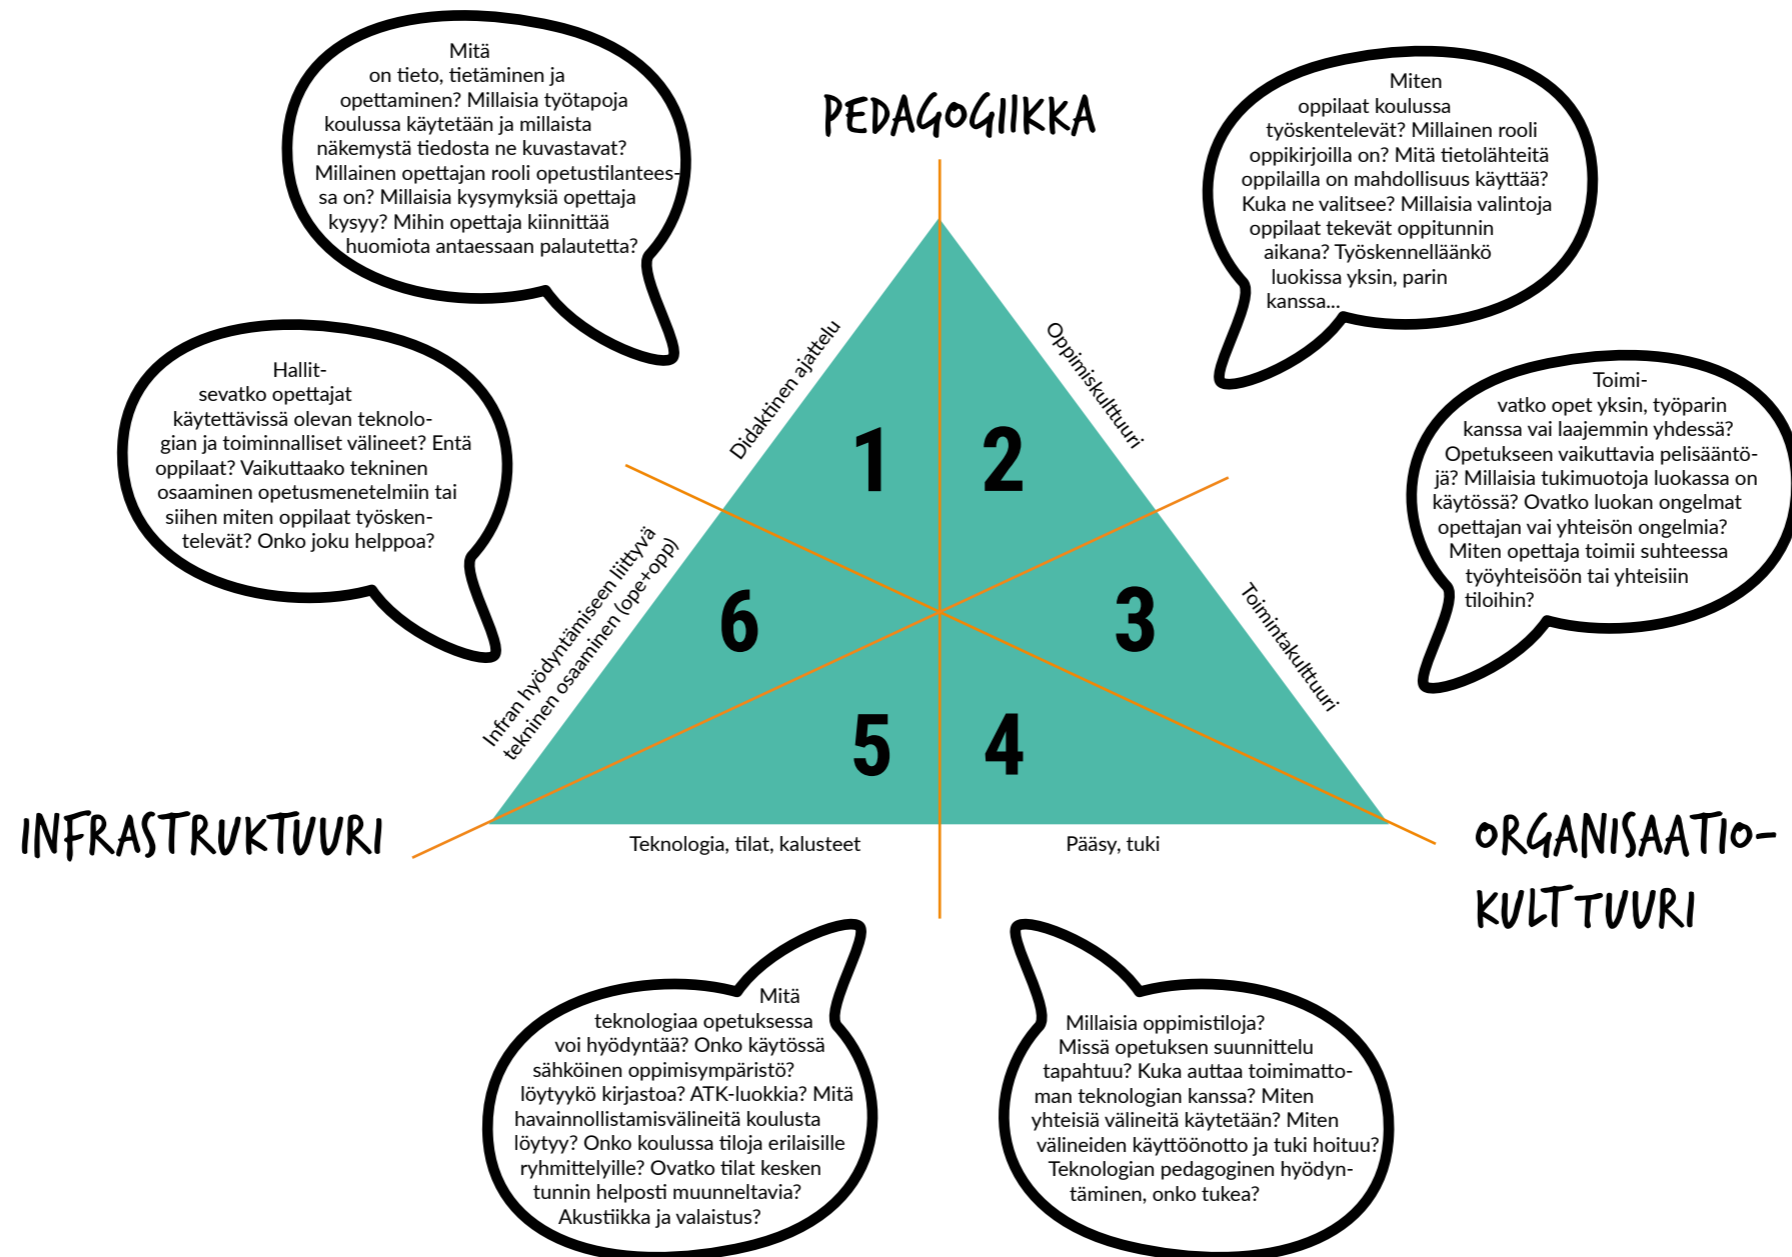 PEDAGOGIIKKA
Mitä
on tieto, tietäminen ja
opettaminen? Millaisia työtapoja
koulussa käytetään ja millaista
näkemystä tiedosta ne kuvastavat?
Millainen opettajan rooli opetustilantees-
sa on? Millaisia kysymyksiä opettaja
kysyy? Mihin opettaja kiinnittää
huomiota antaessaan palautetta?
Miten
oppilaat koulussa
työskentelevät? Millainen rooli
oppikirjoilla on? Mitä tietolähteitä
oppilailla on mahdollisuus käyttää?
Kuka ne valitsee? Millaisia valintoja
oppilaat tekevät oppitunnin
aikana? Työskennelläänkö
luokissa yksin, parin
kanssa...
Hallit-
sevatko opettajat
käytettävissä olevan teknolo-
gian ja toiminnalliset välineet? Entä
oppilaat? Vaikuttaako tekninen
osaaminen opetusmenetelmiin tai
siihen miten oppilaat työsken-
televät? Onko joku helppoa?
Toimi-
vatko opet yksin, työparin
kanssa vai laajemmin yhdessä?
Opetukseen vaikuttavia pelisääntö-
jä? Millaisia tukimuotoja luokassa on
käytössä? Ovatko luokan ongelmat
opettajan vai yhteisön ongelmia?
Miten opettaja toimii suhteessa
työyhteisöön tai yhteisiin
tiloihin?
Didaktinen ajattelu
Oppimiskulttuuri
1
2
Infran hyödyntämiseen liittyvä
tekninen osaaminen (ope+opp)
6
3
Toimintakulttuuri
5
4
INFRASTRUKTUURI
Teknologia, tilat, kalusteet
Pääsy, tuki
ORGANISAATIO-
KULTTUURI
Mitä
teknologiaa opetuksessa
voi hyödyntää? Onko käytössä
sähköinen oppimisympäristö?
löytyykö kirjastoa? ATK-luokkia? Mitä
havainnollistamisvälineitä koulusta
löytyy? Onko koulussa tiloja erilaisille
ryhmittelyille? Ovatko tilat kesken
tunnin helposti muunneltavia?
Akustiikka ja valaistus?
Millaisia oppimistiloja?
Missä opetuksen suunnittelu
tapahtuu? Kuka auttaa toimimatto-
man teknologian kanssa? Miten
yhteisiä välineitä käytetään? Miten
välineiden käyttöönotto ja tuki hoituu?
Teknologian pedagoginen hyödyn-
täminen, onko tukea?